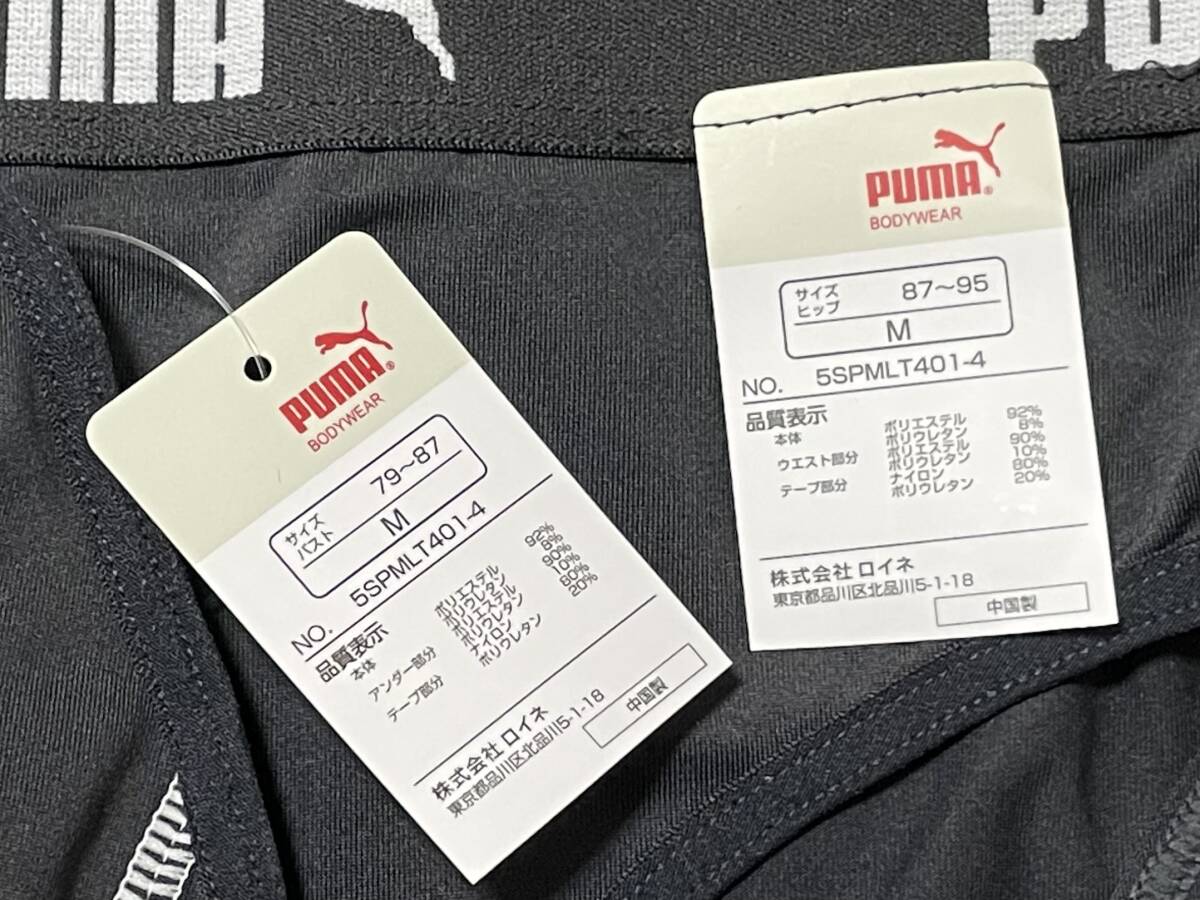 PUMA
BODYWEAR
サイズ
バスト
79～87
M
NO. 5SPMLT401-4
品質表示
本体 ポリエステル 92%
ポリウレタン 8%
アンダー部分 ポリエステル 90%
ポリウレタン 10%
テープ部分 ナイロン 80%
ポリウレタン 20%
株式会社 ロイネ
東京都品川区北品川5-1-18
中国製
PUMA
BODYWEAR
サイズ
ヒップ
87～95
M
NO. 5SPMLT401-4
品質表示
本体 ポリエステル 92%
ポリウレタン 8%
ウエスト部分 ポリエステル 90%
ポリウレタン 10%
テープ部分 ナイロン 80%
ポリウレタン 20%
株式会社 ロイネ
東京都品川区北品川5-1-18
中国製